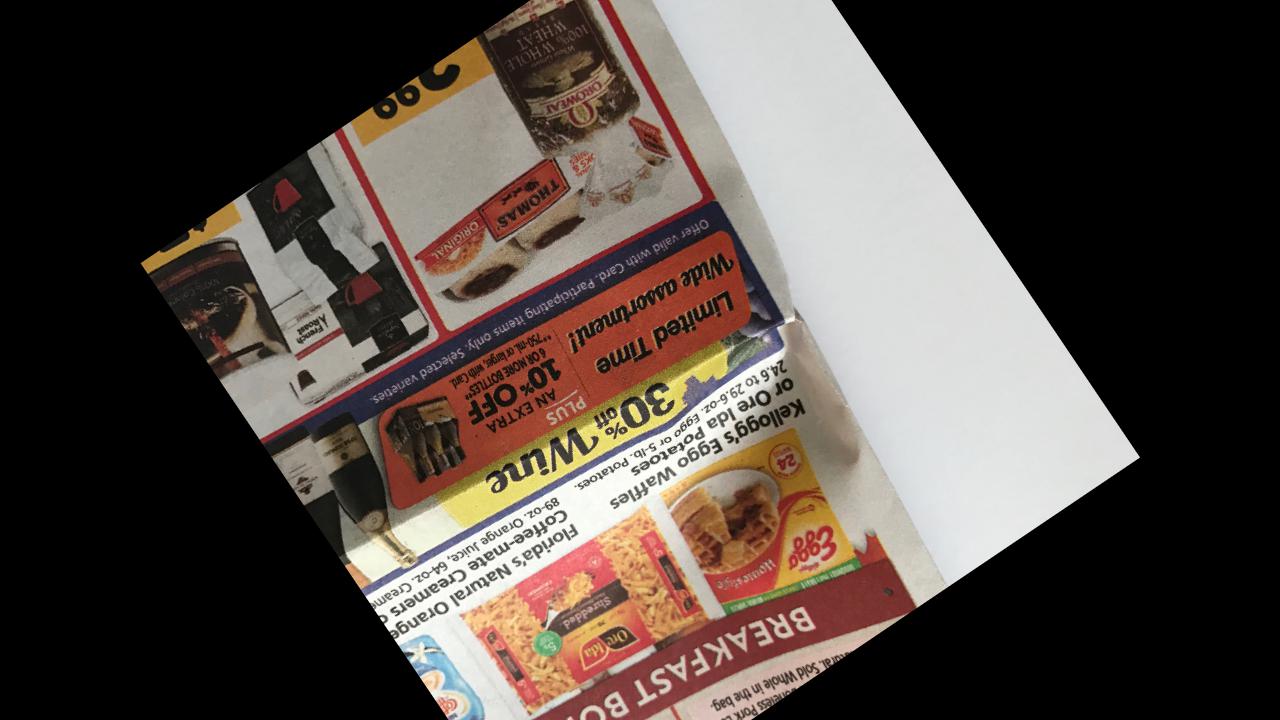 Sold Whole in the bag.
BREAKFAST
Eggo
Homestyle
24
Ore Ida
Shredded
Kellogg's Eggo Waffles
or Ore Ida Potatoes
24.6 to 29.6-oz. Eggo or 5-lb. Potatoes.
Florida's Natural Orange
Coffee-mate Creamers
89-oz. Orange Juice, 64-oz.
30% off Wine
Limited Time
Wide assortment!
PLUS
AN EXTRA
10% OFF
6 OR MORE BOTTLES**
**750-ml. or larger, with Card.
Offer valid with Card. Participating items only. Selected varieties.
THOMAS'
ORIGINAL
OROWEAT
100% WHOLE
WHEAT
French
Roast
2.99